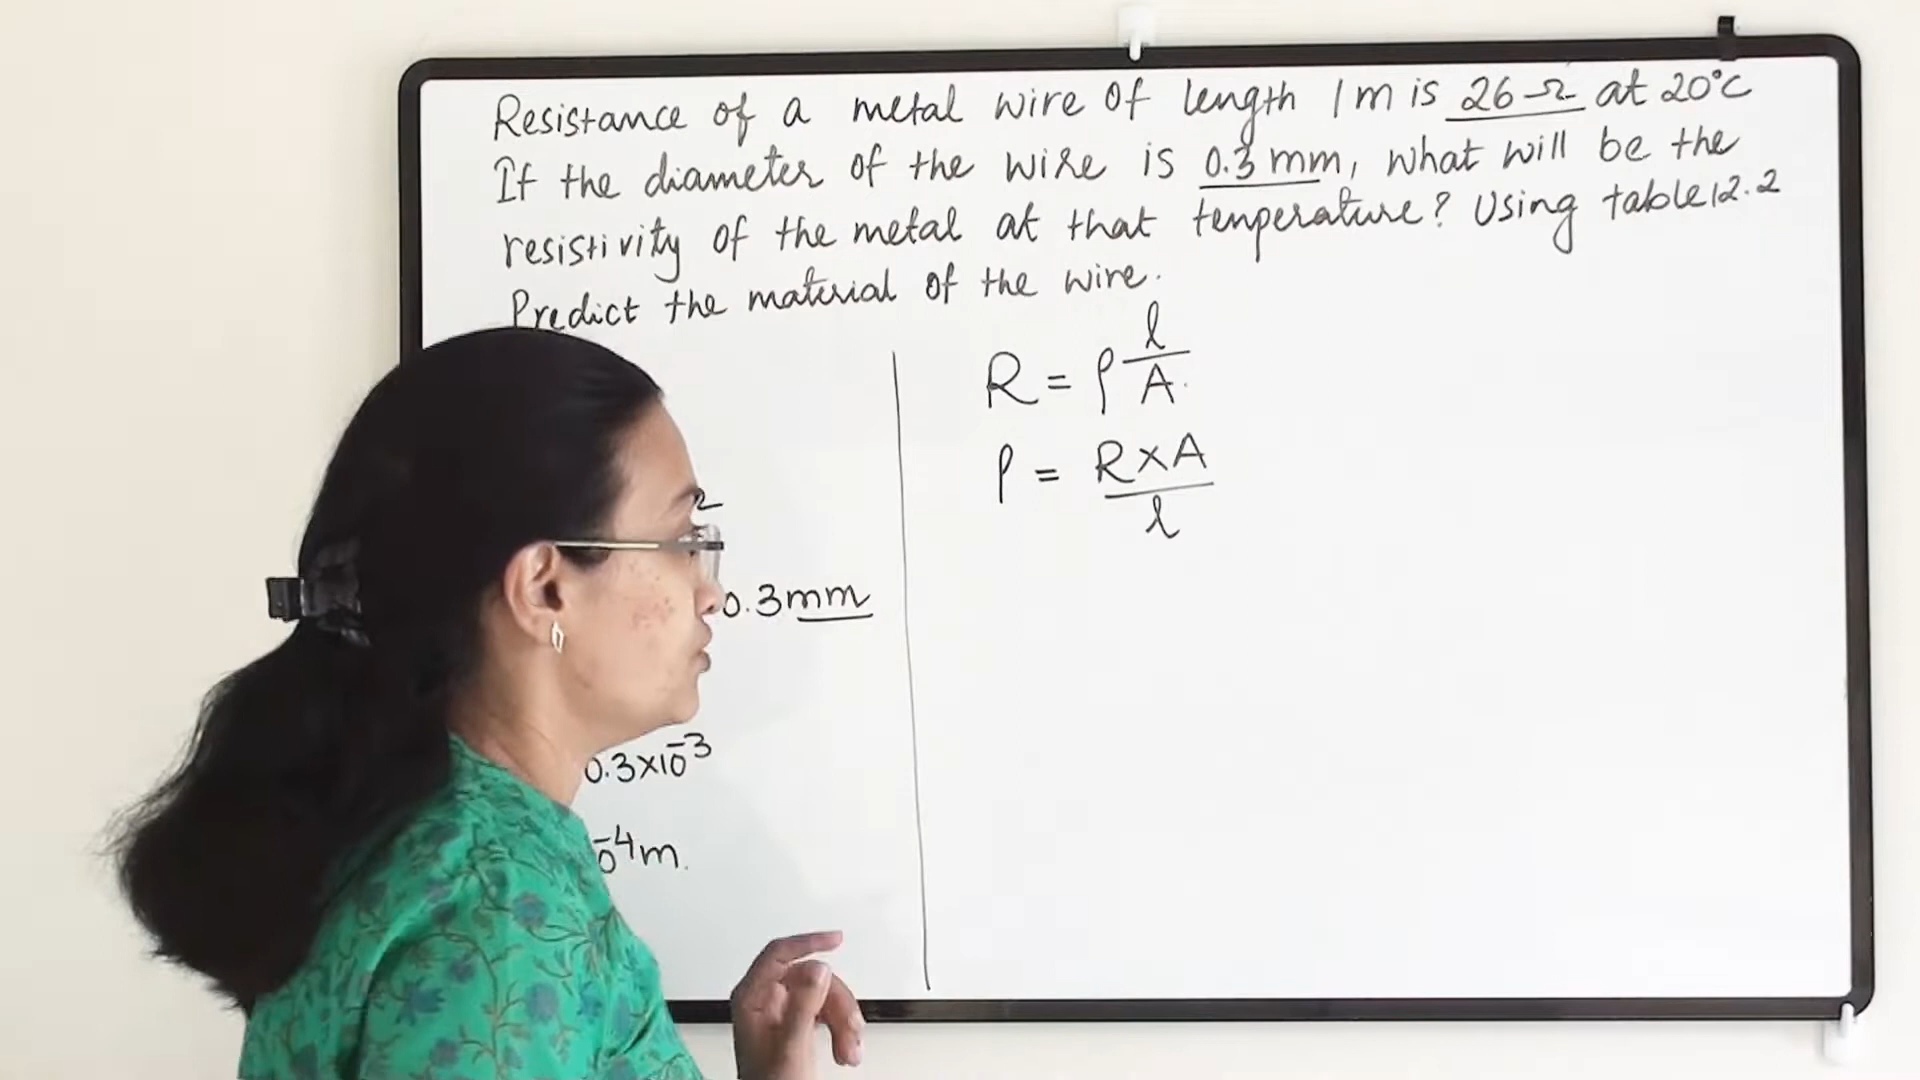 Resistance of a metal wire of length 1m is 26Ω at 20°C
If the diameter of the wire is 0.3mm, what will be the
resistivity of the metal at that temperature? Using table 12.2
Predict the material of the wire.
R = ρ l/A.
ρ = R×A/l
2
0.3mm
0.3×10⁻³
⁻⁴m.